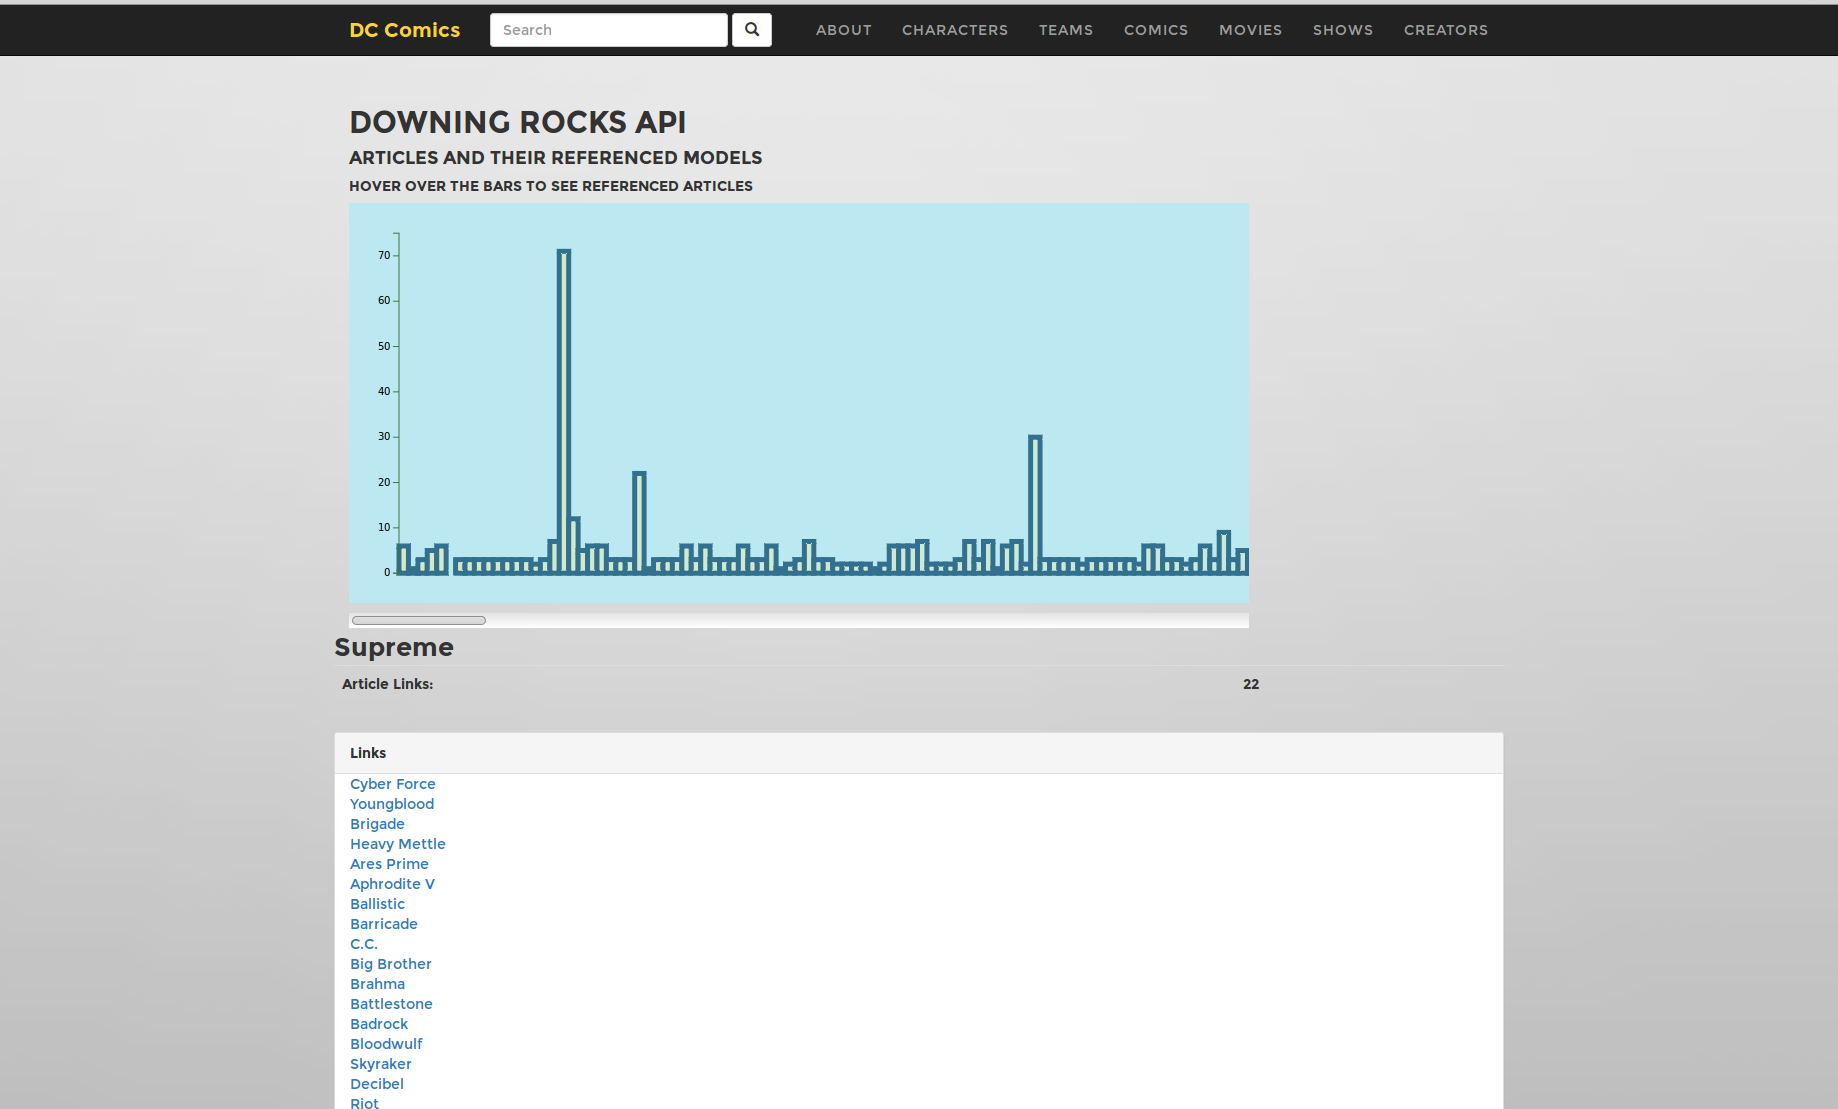 DC Comics Search ABOUT CHARACTERS TEAMS COMICS MOVIES SHOWS CREATORS
DOWNING ROCKS API
ARTICLES AND THEIR REFERENCED MODELS
HOVER OVER THE BARS TO SEE REFERENCED ARTICLES
70
60
50
40
30
20
10
0
Supreme
Article Links: 22
Links
Cyber Force
Youngblood
Brigade
Heavy Mettle
Ares Prime
Aphrodite V
Ballistic
Barricade
C.C.
Big Brother
Brahma
Battlestone
Badrock
Bloodwulf
Skyraker
Decibel
Riot